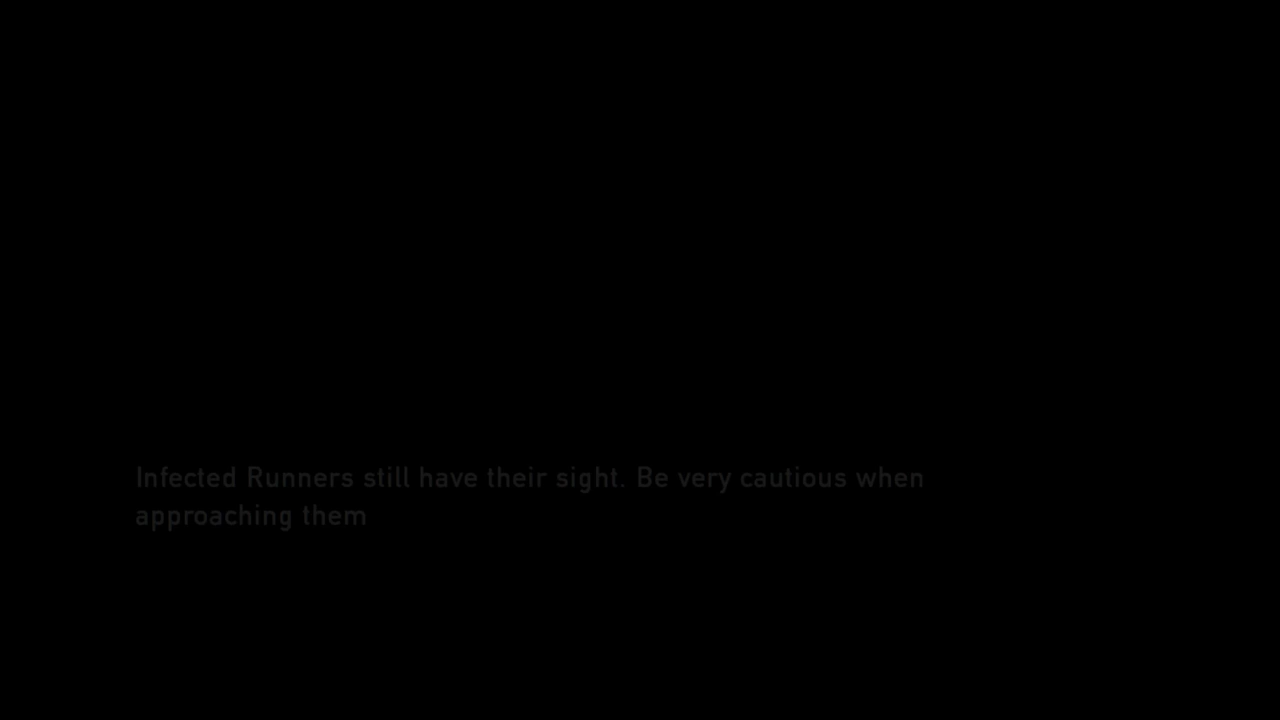 Infected Runners still have their sight. Be very cautious when
approaching them